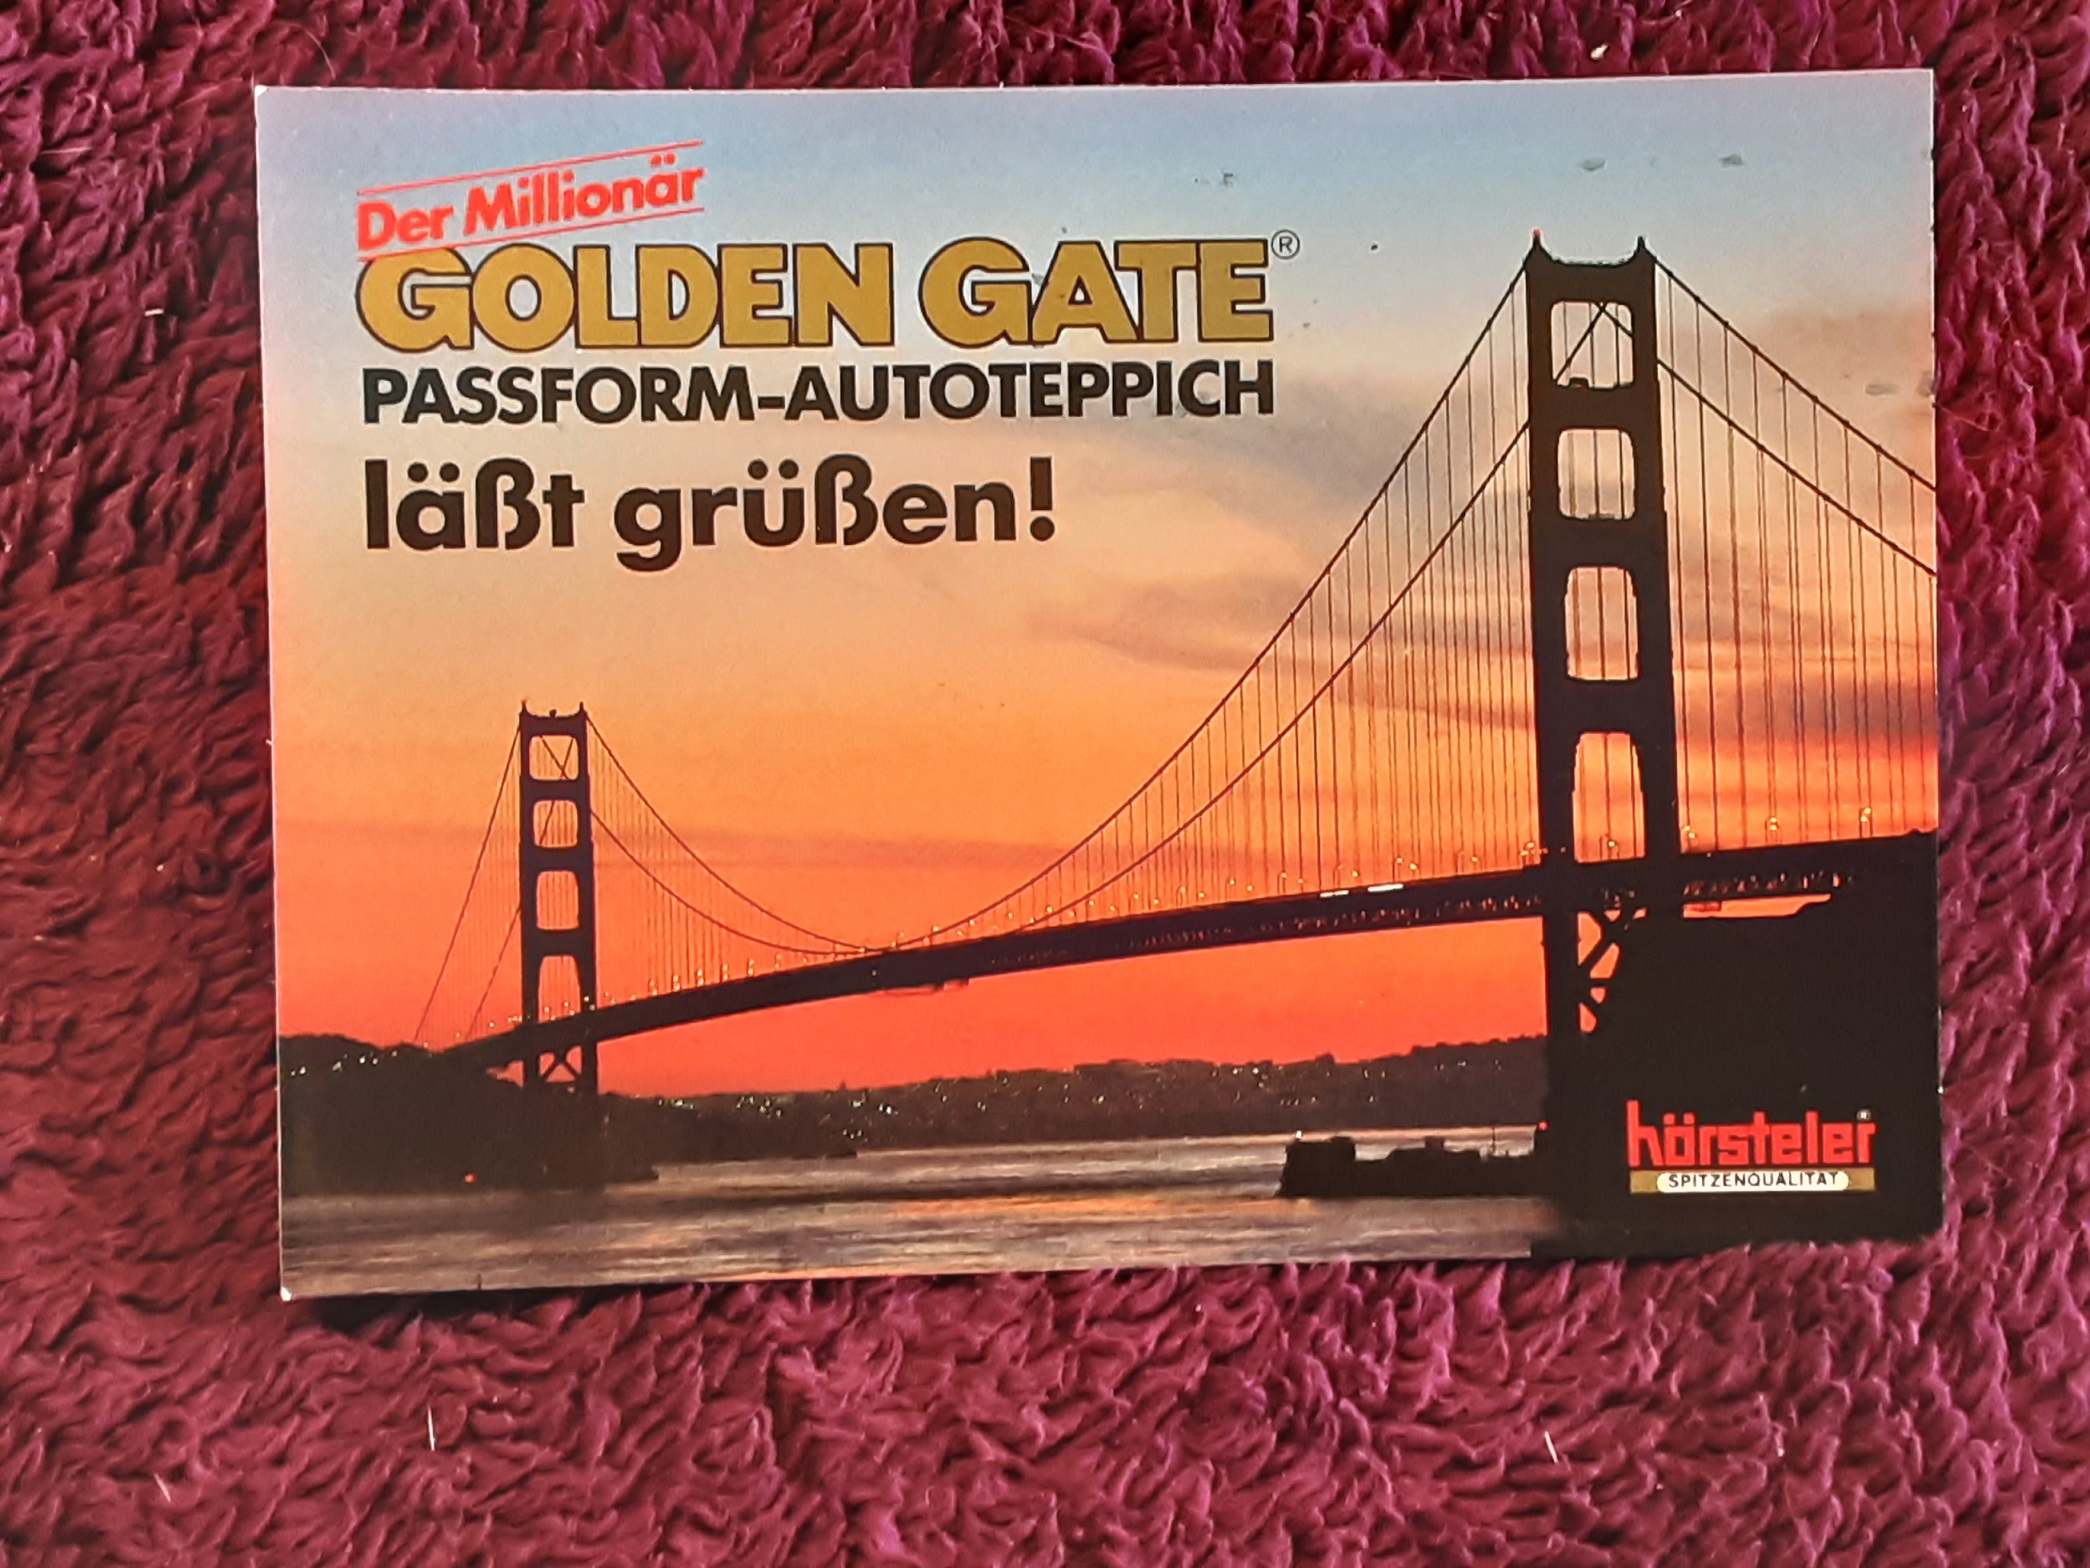 Der Millionär
GOLDEN GATE®
PASSFORM-AUTOTEPPICH
läßt grüßen!
hörsteler®
SPITZENQUALITÄT